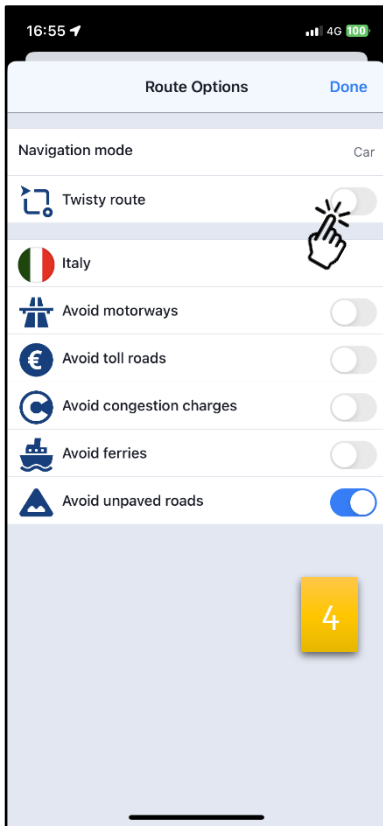 16:55 4G 100
Route Options Done
Navigation mode Car
Twisty route
Italy
Avoid motorways
€ Avoid toll roads
C Avoid congestion charges
Avoid ferries
Avoid unpaved roads
4